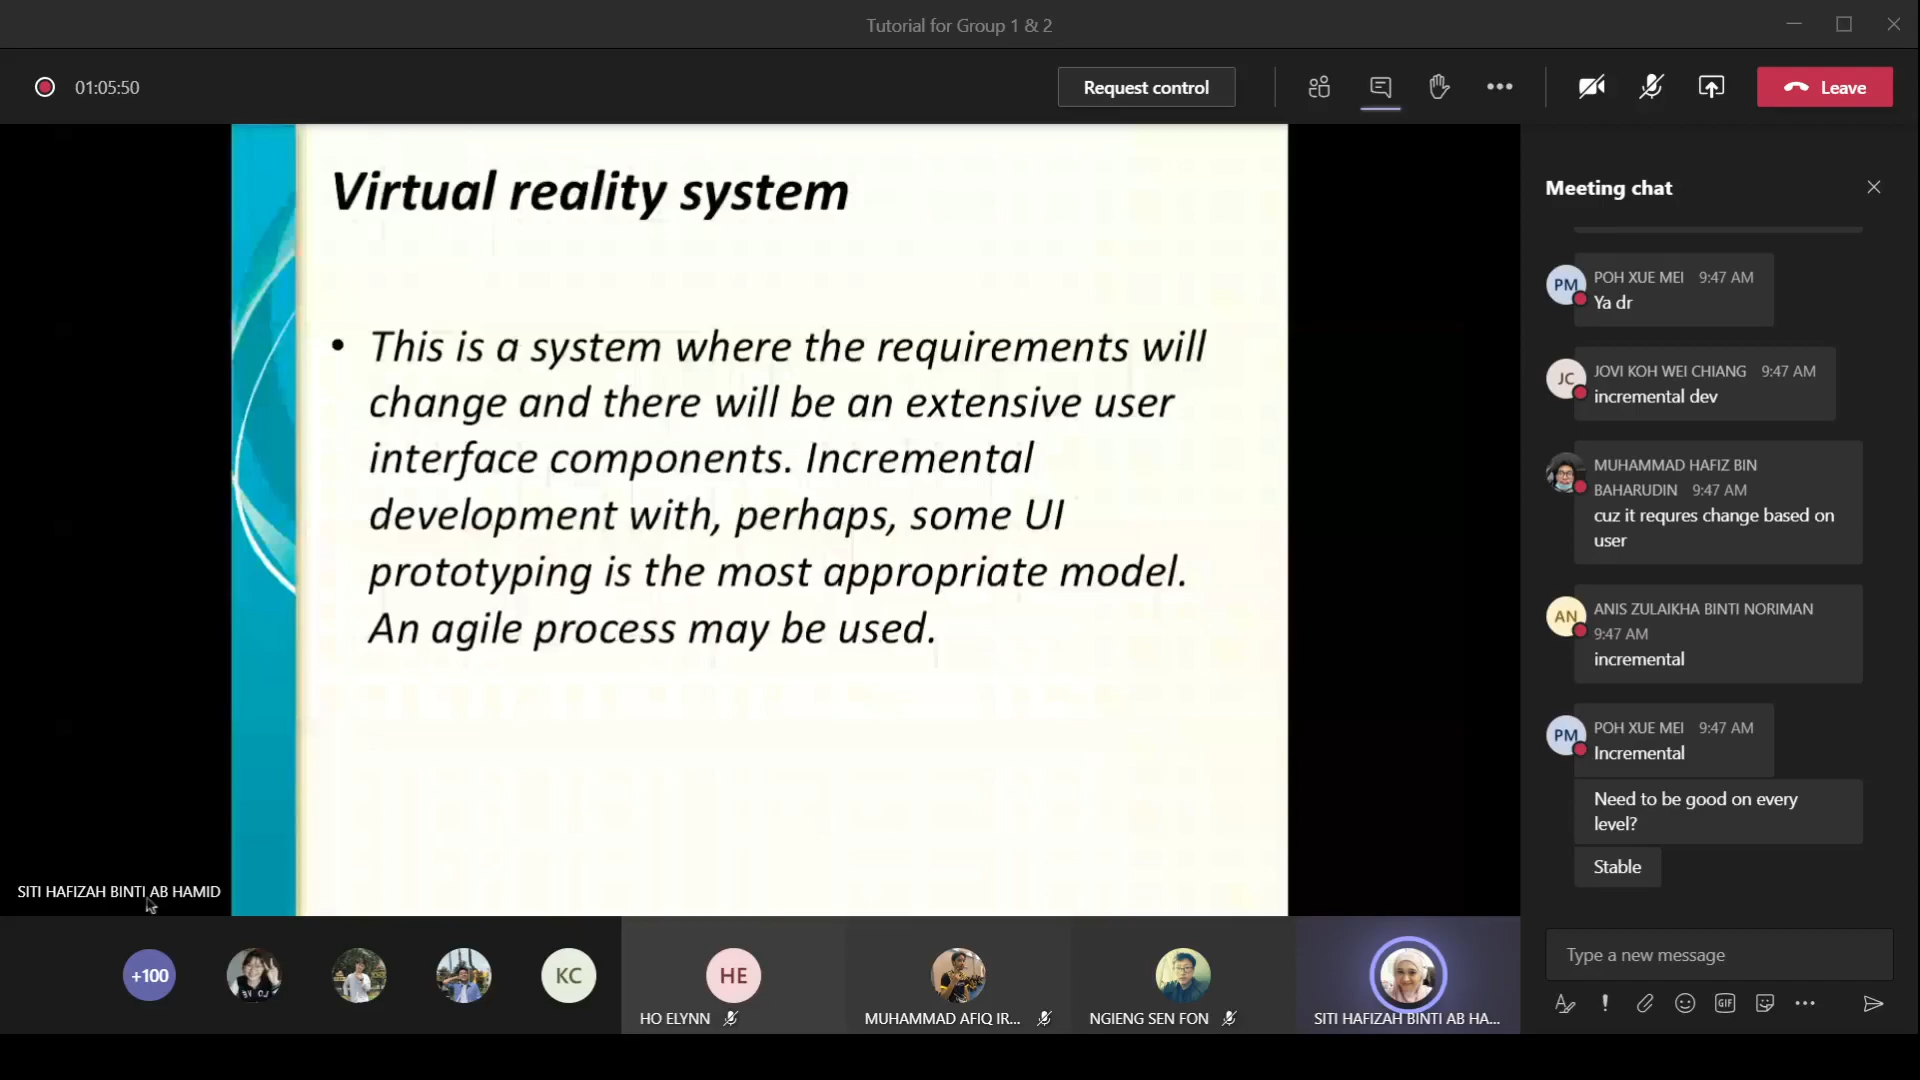 Tutorial for Group 1 & 2
01:05:50
Request control
Leave
Virtual reality system
• This is a system where the requirements will
change and there will be an extensive user
interface components. Incremental
development with, perhaps, some UI
prototyping is the most appropriate model.
An agile process may be used.
SITI HAFIZAH BINTI AB HAMID
+100
KC
HE
HO ELYNN
MUHAMMAD AFIQ IR...
NGIENG SEN FON
SITI HAFIZAH BINTI AB HA...
Meeting chat
PM
POH XUE MEI 9:47 AM
Ya dr
JC
JOVI KOH WEI CHIANG 9:47 AM
incremental dev
MUHAMMAD HAFIZ BIN
BAHARUDIN 9:47 AM
cuz it requres change based on
user
AN
ANIS ZULAIKHA BINTI NORIMAN
9:47 AM
incremental
PM
POH XUE MEI 9:47 AM
Incremental
Need to be good on every
level?
Stable
Type a new message
GIF